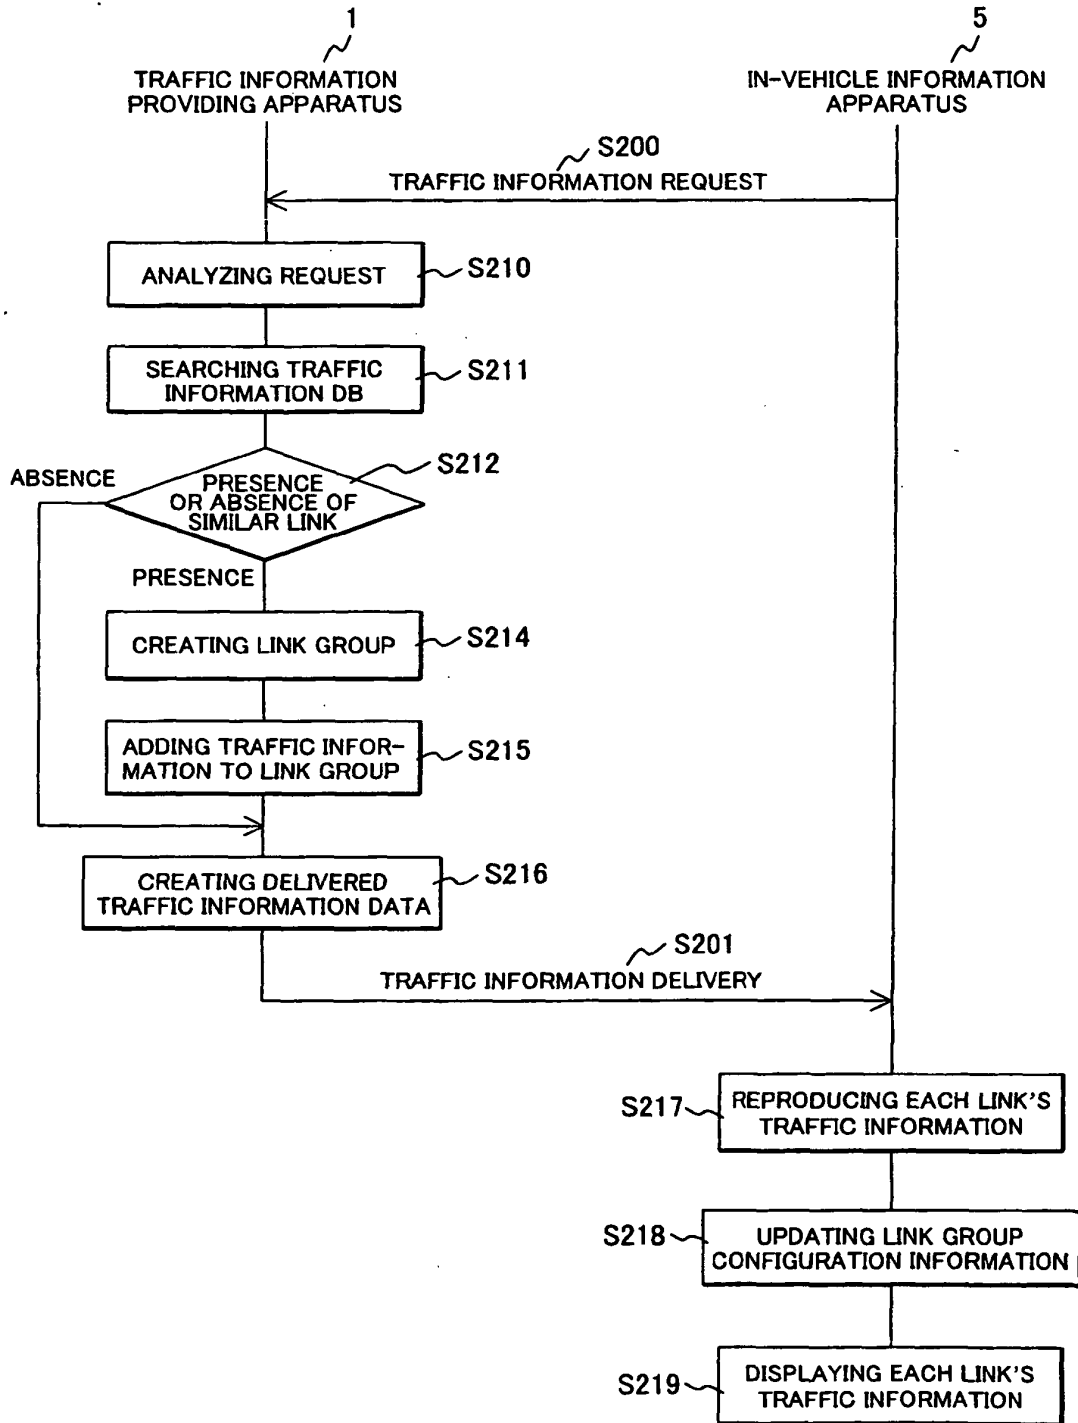 1
TRAFFIC INFORMATION
PROVIDING APPARATUS
5
IN-VEHICLE INFORMATION
APPARATUS
S200
TRAFFIC INFORMATION REQUEST
ANALYZING REQUEST
S210
SEARCHING TRAFFIC
INFORMATION DB
S211
ABSENCE
PRESENCE
OR ABSENCE OF
SIMILAR LINK
S212
PRESENCE
CREATING LINK GROUP
S214
ADDING TRAFFIC INFOR-
MATION TO LINK GROUP
S215
CREATING DELIVERED
TRAFFIC INFORMATION DATA
S216
S201
TRAFFIC INFORMATION DELIVERY
S217
REPRODUCING EACH LINK'S
TRAFFIC INFORMATION
S218
UPDATING LINK GROUP
CONFIGURATION INFORMATION
S219
DISPLAYING EACH LINK'S
TRAFFIC INFORMATION